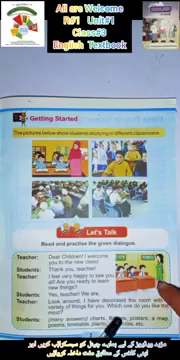 All are Welcome
P#1 Unit#1
Class#3
English Textbook
Getting Started
The pictures below show students studying in different classrooms.
Let's Talk
Read and practise the given dialogue.
Teacher: Dear Children! I welcome
you to the new class!
Students: Thank you, teacher!
Teacher: I feel very happy to see you
all! Are you ready to learn
new things?
Students: Yes, teacher! We are.
Teacher: Look around, I have decorated the room with
variety of things for you. Which one do you like the
most?
Students: (many answers) charts,
poems, timetable,